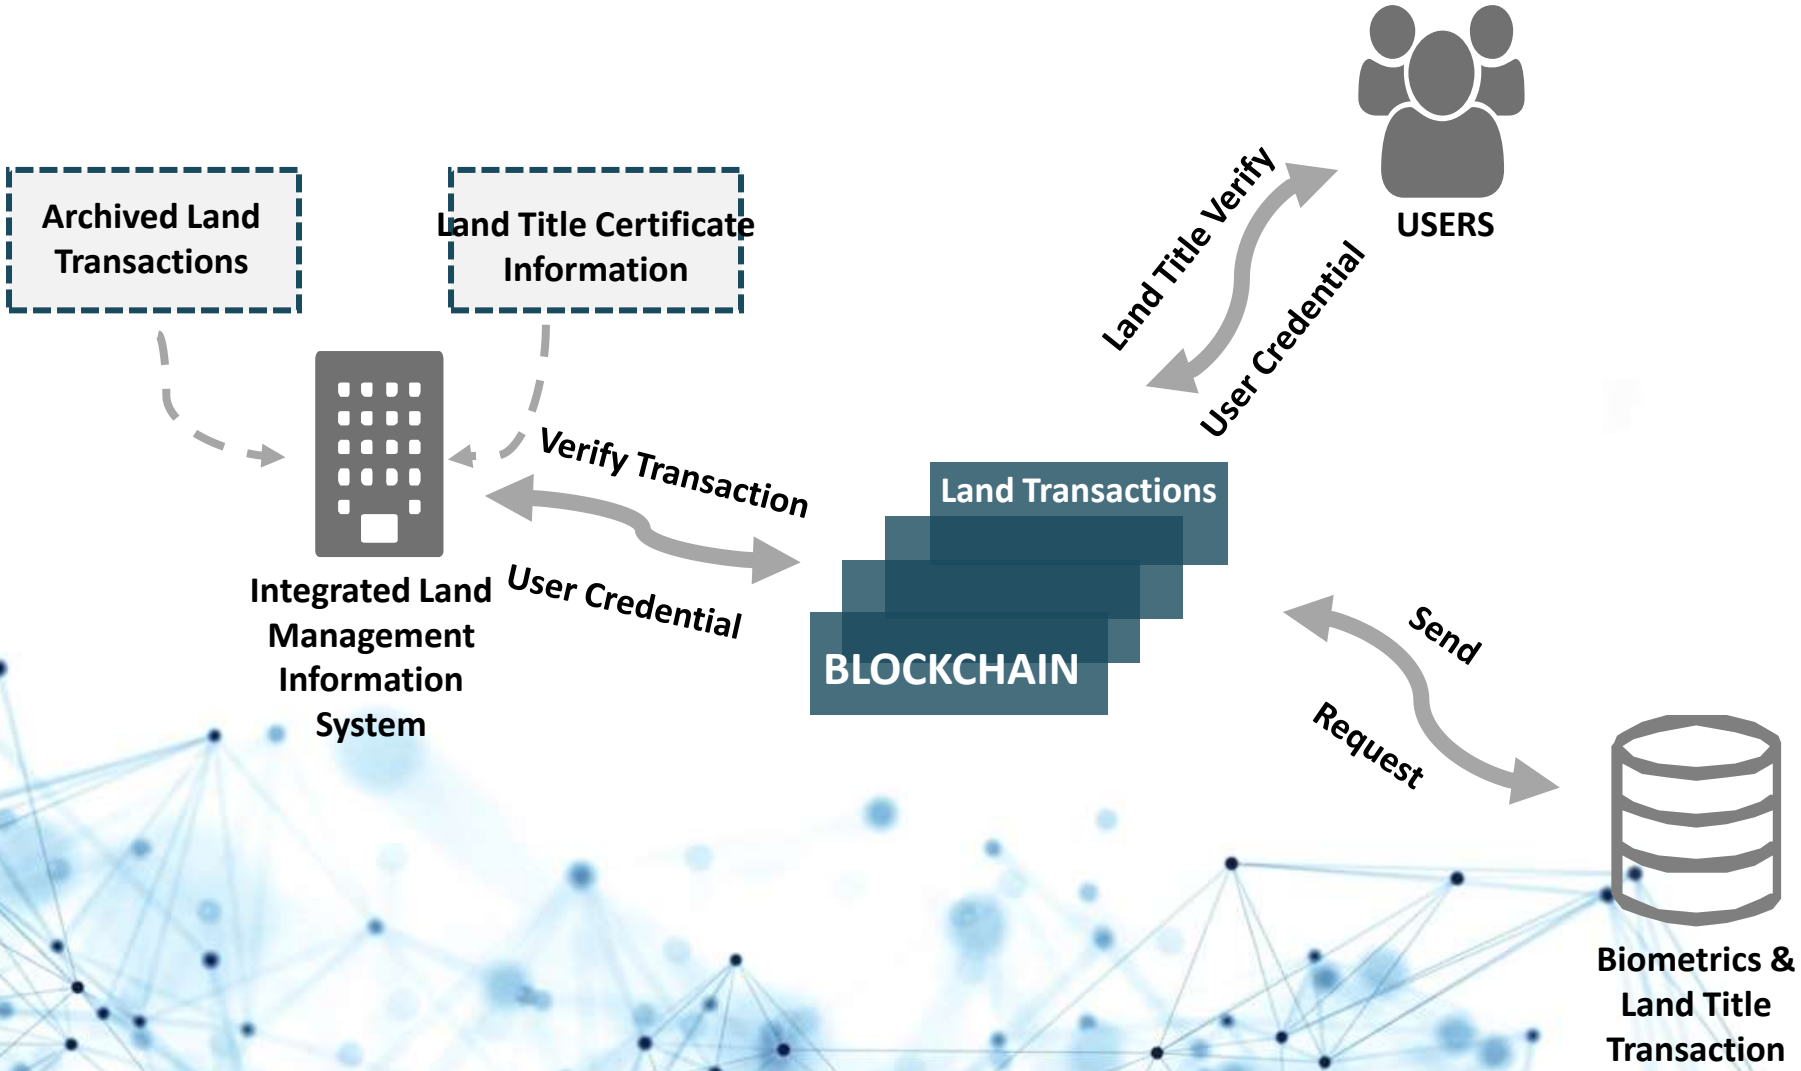 USERS
Land Title Verify
User Credential
Archived Land
Transactions
Land Title Certificate
Information
Verify Transaction
User Credential
Integrated Land
Management
Information
System
Land Transactions
BLOCKCHAIN
Send
Request
Biometrics &
Land Title
Transaction